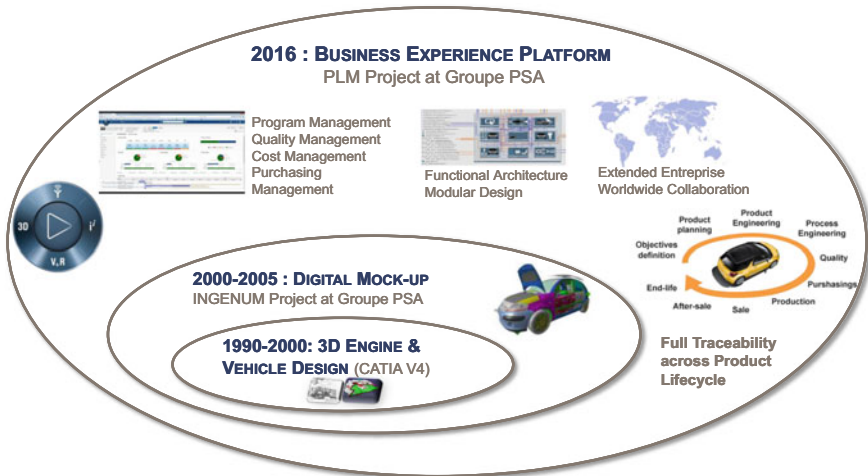 2016 : BUSINESS EXPERIENCE PLATFORM
PLM Project at Groupe PSA
Program Management
Quality Management
Cost Management
Purchasing
Management
Functional Architecture
Modular Design
Extended Entreprise
Worldwide Collaboration
3D
i²
V,R
Product
planning
Product
Engineering
Process
Engineering
Objectives
definition
Quality
End-life
Purshasings
After-sale
Sale
Production
2000-2005 : DIGITAL MOCK-UP
INGENUM Project at Groupe PSA
1990-2000: 3D ENGINE &
VEHICLE DESIGN (CATIA V4)
Full Traceability
across Product
Lifecycle